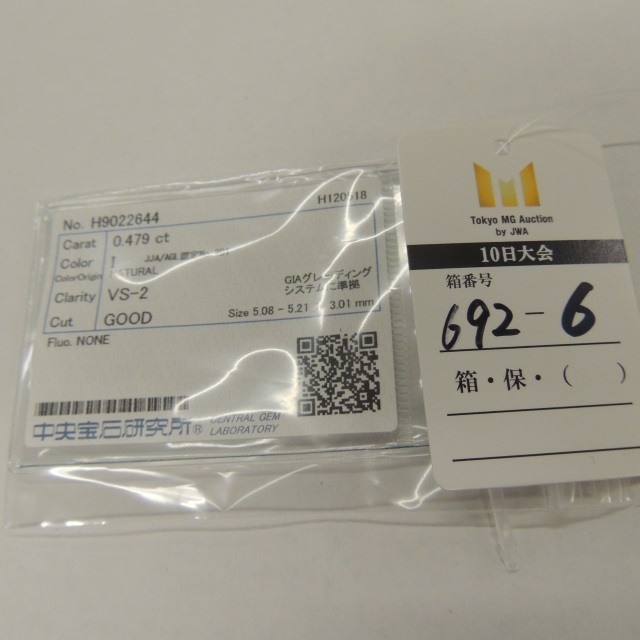 No. H9022644
H120518
Carat 0.479 ct
Color I
JJA/AGL
Color Origin NATURAL
Clarity VS-2
GIAグレーディング
システムに準拠
Cut GOOD
Size 5.08 - 5.21 3.01 mm
Fluo. NONE
中央宝石研究所®
CENTRAL GEM
LABORATORY
Tokyo MG Auction
by JWA
10日大会
箱番号
692-6
箱・保・( )